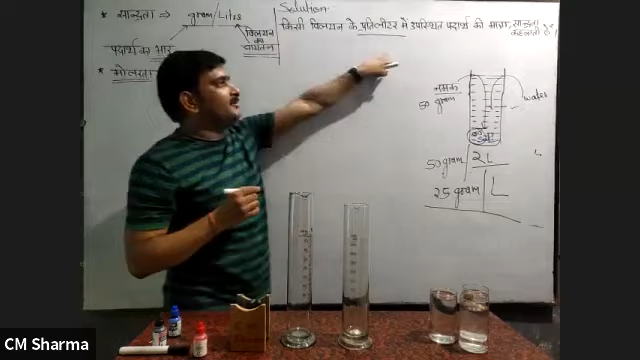 Solution
* सान्द्रता ⇒ gram/Litre
किसी विलयन के प्रतिलीटर में उपस्थित पदार्थ की मात्रा, सान्द्रता
कहलाती है।
विलयन
का
आयतन
पदार्थ का भार
* मोलरता
नमक
50 gram
water
50 gram 2L
25 gram L
CM Sharma